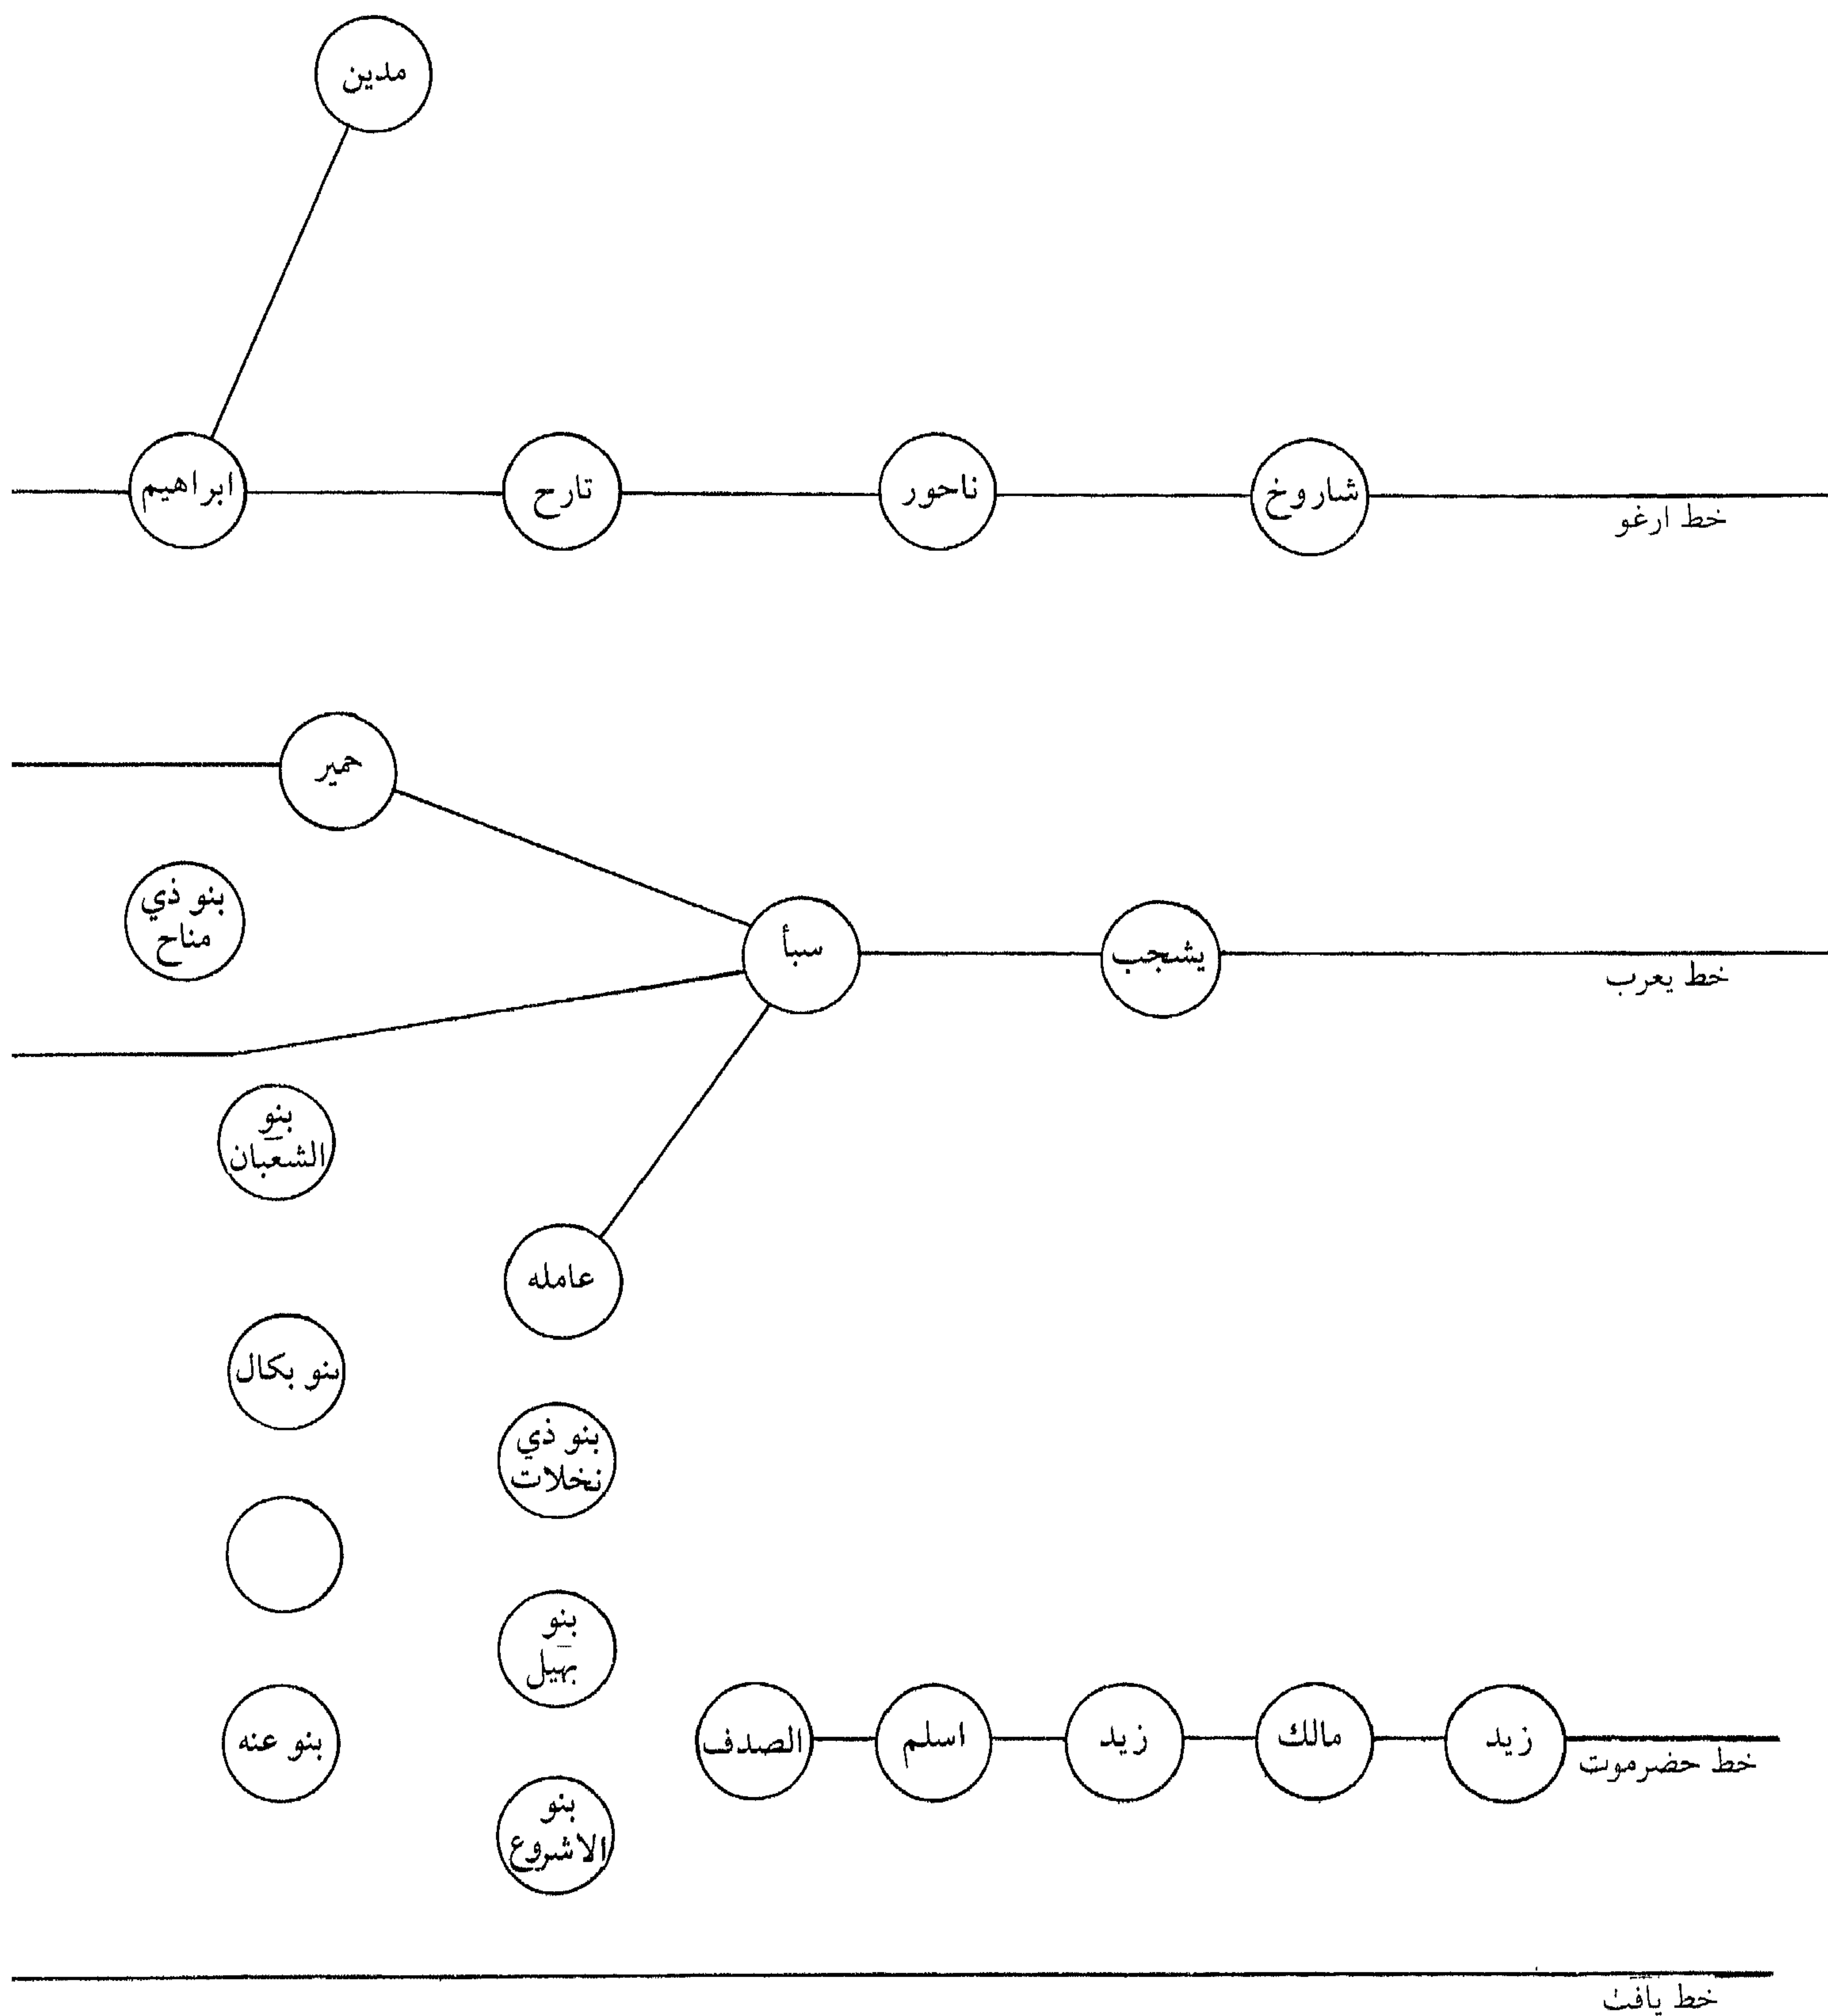 مدين
شاروخ
ناحور
تارح
ابراهيم
خط ارغو
حمير
بنو ذي
مناح
يشجب
سبأ
خط يعرب
بنو
الشعبان
عامله
بنو بكال
بنو ذي
نخلات
بنو
بهيل
زيد
مالك
زيد
اسلم
الصدف
خط حضرموت
بنو عنه
بنو
الاشروع
خط يافث